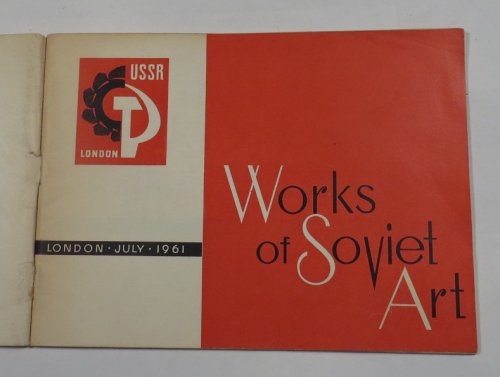 USSR
LONDON
LONDON · JULY · 1961
Works
of Soviet
Art